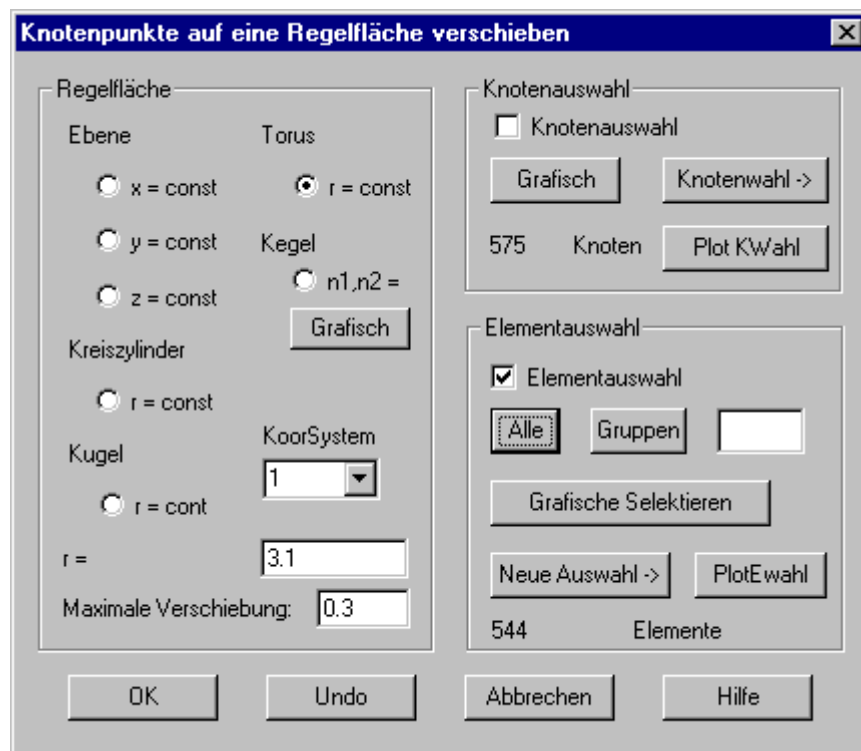 Knotenpunkte auf eine Regelfläche verschieben
Regelfläche
Ebene
Torus
x = const
r = const
y = const
Kegel
z = const
n1,n2 =
Grafisch
Kreiszylinder
r = const
KoorSystem
Kugel
1
r = cont
r =
3.1
Maximale Verschiebung:
0.3
Knotenauswahl
Knotenauswahl
Grafisch
Knotenwahl ->
575
Knoten
Plot KWahl
Elementauswahl
Elementauswahl
Alle
Gruppen
Grafische Selektieren
Neue Auswahl ->
PlotEwahl
544
Elemente
OK
Undo
Abbrechen
Hilfe